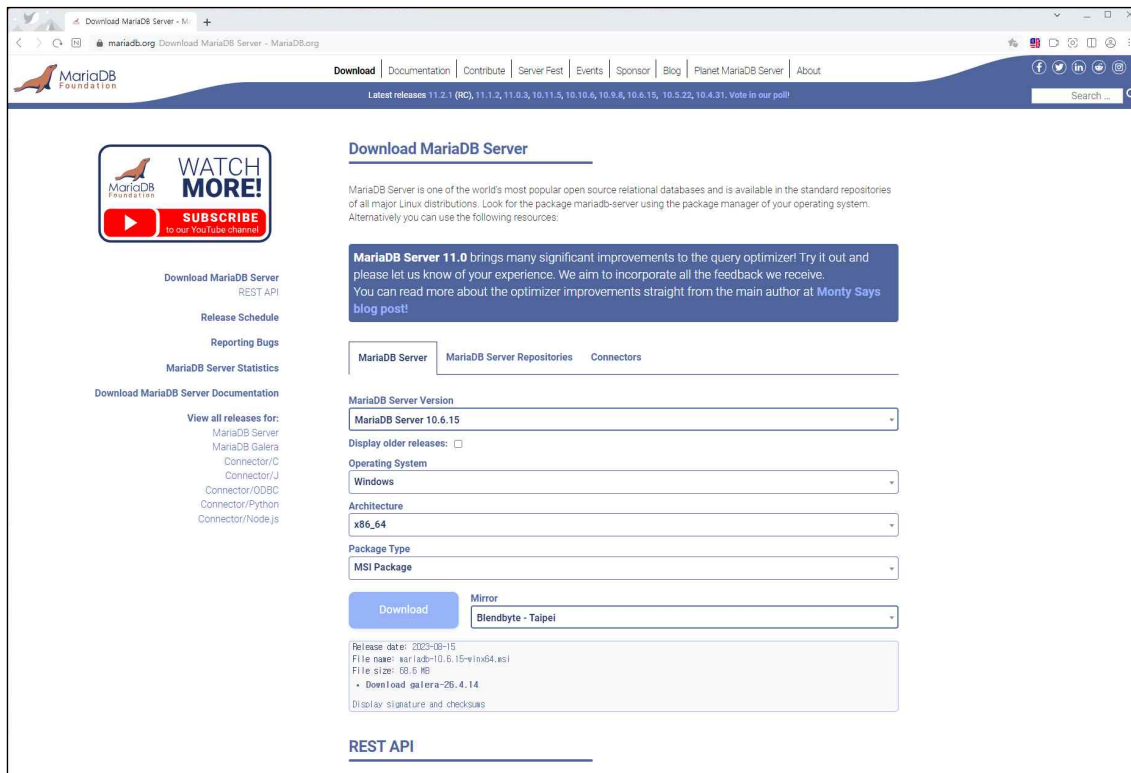 Download MariaDB Server - Ma
mariadb.org Download MariaDB Server - MariaDB.org
MariaDB
Foundation
Download
Documentation
Contribute
Server Fest
Events
Sponsor
Blog
Planet MariaDB Server
About
Latest releases 11.2.1 (RC), 11.1.2, 11.0.3, 10.11.5, 10.10.6, 10.9.8, 10.6.15, 10.5.22, 10.4.31. Vote in our poll!
Search ...
WATCH
MORE!
MariaDB
Foundation
SUBSCRIBE
to our YouTube channel
Download MariaDB Server
REST API
Release Schedule
Reporting Bugs
MariaDB Server Statistics
Download MariaDB Server Documentation
View all releases for:
MariaDB Server
MariaDB Galera
Connector/C
Connector/J
Connector/ODBC
Connector/Python
Connector/Node.js
Download MariaDB Server
MariaDB Server is one of the world's most popular open source relational databases and is available in the standard repositories
of all major Linux distributions. Look for the package mariadb-server using the package manager of your operating system.
Alternatively you can use the following resources:
MariaDB Server 11.0 brings many significant improvements to the query optimizer! Try it out and
please let us know of your experience. We aim to incorporate all the feedback we receive.
You can read more about the optimizer improvements straight from the main author at Monty Says
blog post!
MariaDB Server
MariaDB Server Repositories
Connectors
MariaDB Server Version
MariaDB Server 10.6.15
Display older releases:
Operating System
Windows
Architecture
x86_64
Package Type
MSI Package
Download
Mirror
Blendbyte - Taipei
Release date: 2023-08-15
File name: mariadb-10.6.15-winx64.msi
File size: 68.6 MB
• Download galera-26.4.14
Display signature and checksums
REST API